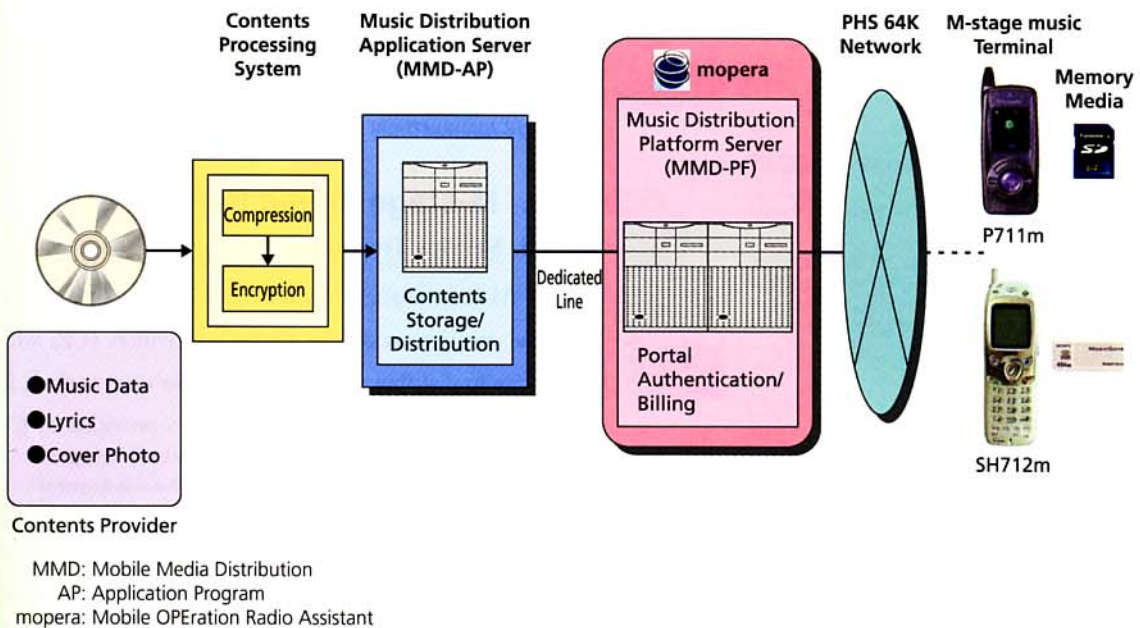 Contents
Processing
System
Music Distribution
Application Server
(MMD-AP)
mopera
PHS 64K
Network
M-stage music
Terminal
Memory
Media
Compression
Encryption
Contents
Storage/
Distribution
Dedicated
Line
Music Distribution
Platform Server
(MMD-PF)
Portal
Authentication/
Billing
SD
P711m
SH712m
●Music Data
●Lyrics
●Cover Photo
Contents Provider
MMD: Mobile Media Distribution
AP: Application Program
mopera: Mobile OPEration Radio Assistant